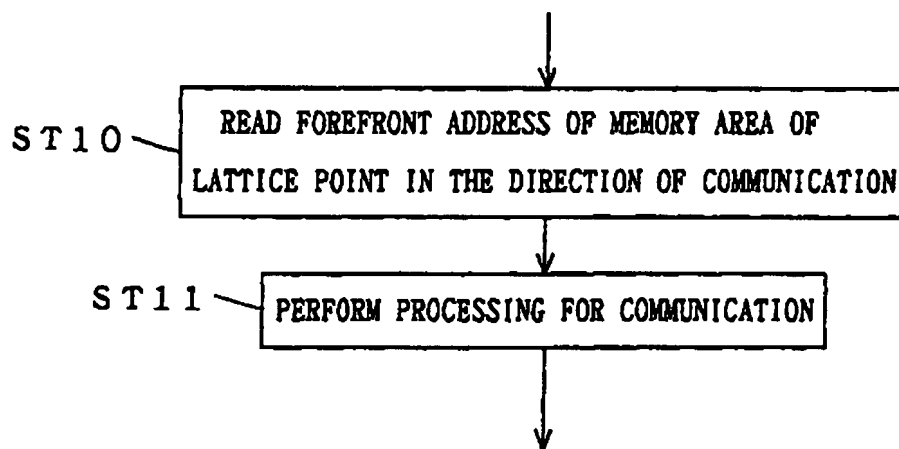 READ FOREFRONT ADDRESS OF MEMORY AREA OF
ST10
LATTICE POINT IN THE DIRECTION OF COMMUNICATION
ST11
PERFORM PROCESSING FOR COMMUNICATION